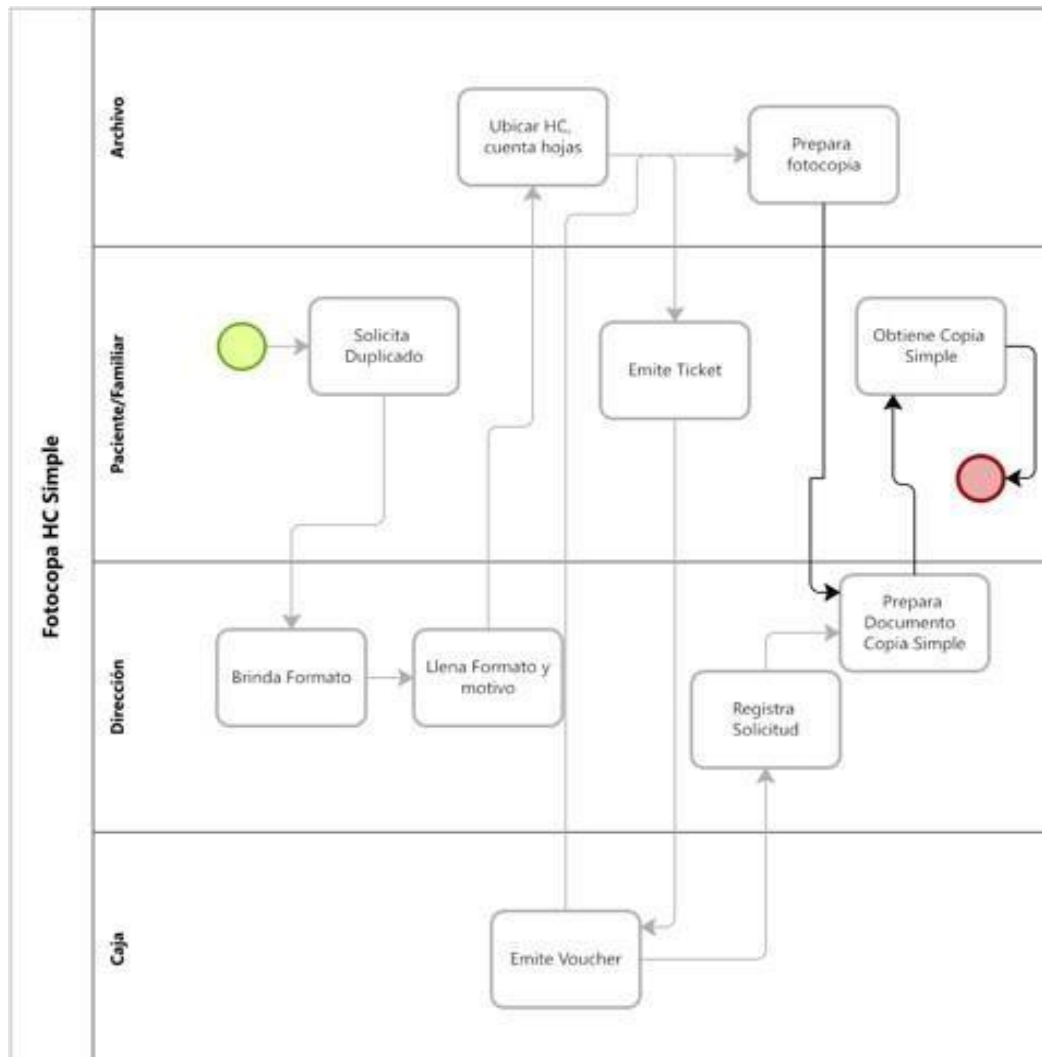 Fotocopa HC Simple
Archivo
Ubicar HC,
cuenta hojas
Prepara
fotocopia
Paciente/Familiar
Solicita
Duplicado
Emite Ticket
Obtiene Copia
Simple
Dirección
Brinda Formato
Llena Formato y
motivo
Registra
Solicitud
Prepara
Documento
Copia Simple
Caja
Emite Voucher